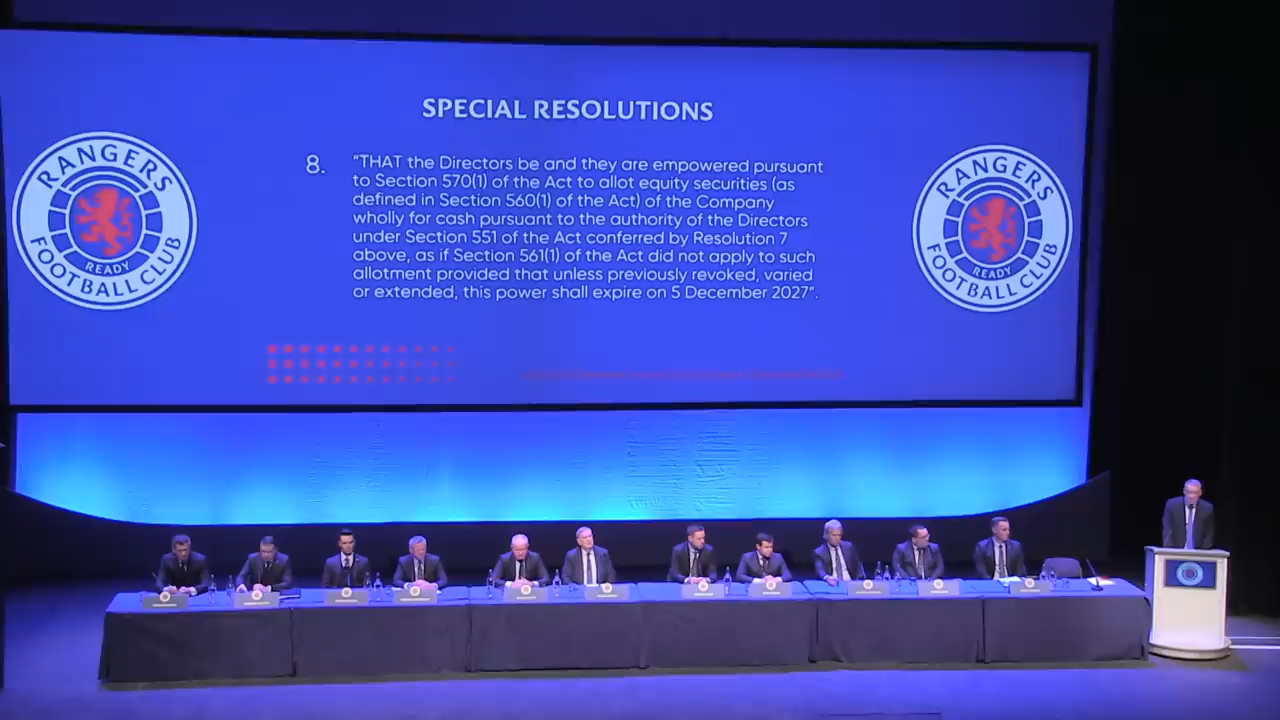 SPECIAL RESOLUTIONS
8. "THAT the Directors be and they are empowered pursuant
to Section 570(1) of the Act to allot equity securities (as
defined in Section 560(1) of the Act) of the Company
wholly for cash pursuant to the authority of the Directors
under Section 551 of the Act conferred by Resolution 7
above, as if Section 561(1) of the Act did not apply to such
allotment provided that unless previously revoked, varied
or extended, this power shall expire on 5 December 2027".
RANGERS
READY
FOOTBALL CLUB
RANGERS
READY
FOOTBALL CLUB